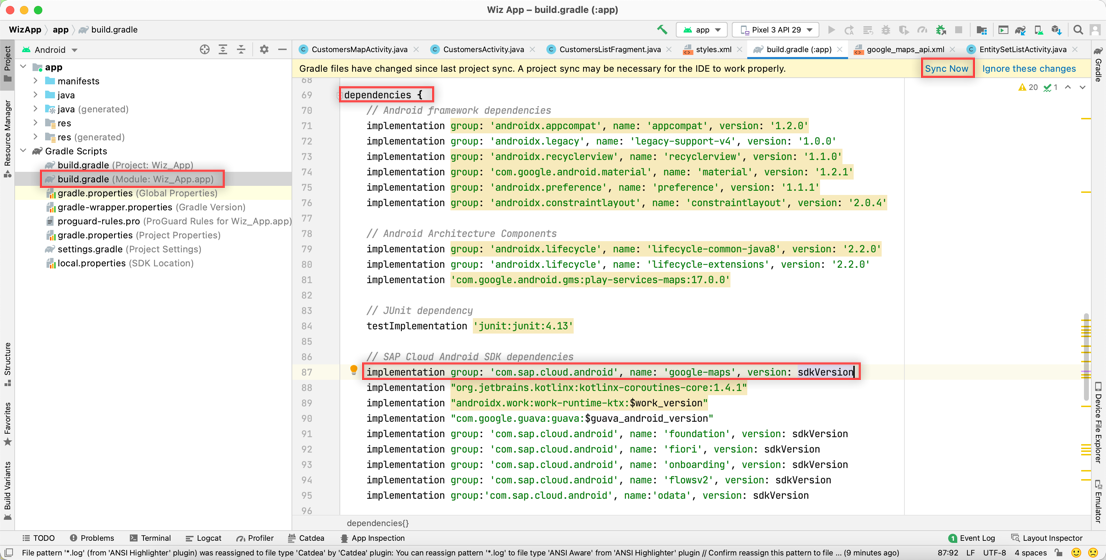 Wiz App – build.gradle (:app)
WizApp app build.gradle
app Pixel 3 API 29
Android
CustomersMapActivity.java CustomersActivity.java CustomersListFragment.java styles.xml build.gradle (:app) google_maps_api.xml EntitySetListActivity.java
Gradle files have changed since last project sync. A project sync may be necessary for the IDE to work properly. Sync Now Ignore these changes
20 1
Project
Resource Manager
Structure
Favorites
Build Variants
app
manifests
java
java (generated)
res
res (generated)
Gradle Scripts
build.gradle (Project: Wiz_App)
build.gradle (Module: Wiz_App.app)
gradle.properties (Global Properties)
gradle-wrapper.properties (Gradle Version)
proguard-rules.pro (ProGuard Rules for Wiz_App.app)
gradle.properties (Project Properties)
settings.gradle (Project Settings)
local.properties (SDK Location)
68
69 dependencies {
70 // Android framework dependencies
71 implementation group: 'androidx.appcompat', name: 'appcompat', version: '1.2.0'
72 implementation group: 'androidx.legacy', name: 'legacy-support-v4', version: '1.0.0'
73 implementation group: 'androidx.recyclerview', name: 'recyclerview', version: '1.1.0'
74 implementation group: 'com.google.android.material', name: 'material', version: '1.2.1'
75 implementation group: 'androidx.preference', name: 'preference', version: '1.1.1'
76 implementation group: 'androidx.constraintlayout', name: 'constraintlayout', version: '2.0.4'
77
78 // Android Architecture Components
79 implementation group: 'androidx.lifecycle', name: 'lifecycle-common-java8', version: '2.2.0'
80 implementation group: 'androidx.lifecycle', name: 'lifecycle-extensions', version: '2.2.0'
81 implementation 'com.google.android.gms:play-services-maps:17.0.0'
82
83 // JUnit dependency
84 testImplementation 'junit:junit:4.13'
85
86 // SAP Cloud Android SDK dependencies
87 implementation group: 'com.sap.cloud.android', name: 'google-maps', version: sdkVersion
88 implementation "org.jetbrains.kotlinx:kotlinx-coroutines-core:1.4.1"
89 implementation "androidx.work:work-runtime-ktx:$work_version"
90 implementation "com.google.guava:guava:$guava_android_version"
91 implementation group: 'com.sap.cloud.android', name: 'foundation', version: sdkVersion
92 implementation group: 'com.sap.cloud.android', name: 'fiori', version: sdkVersion
93 implementation group: 'com.sap.cloud.android', name: 'onboarding', version: sdkVersion
94 implementation group: 'com.sap.cloud.android', name: 'flowsv2', version: sdkVersion
95 implementation group:'com.sap.cloud.android', name:'odata', version: sdkVersion
96
dependencies{}
Gradle
Device File Explorer
Emulator
TODO Problems Terminal Logcat Profiler Catdea App Inspection 1 Event Log Layout Inspector
File pattern '*.log' (from 'ANSI Highlighter' plugin) was reassigned to file type 'Catdea' by 'Catdea' plugin: You can reassign pattern '*.log' to file type 'ANSI Aware' from 'ANSI Highlighter' plugin // Confirm reassign this pattern to file ... (9 minutes ago) 87:92 LF UTF-8 4 spaces